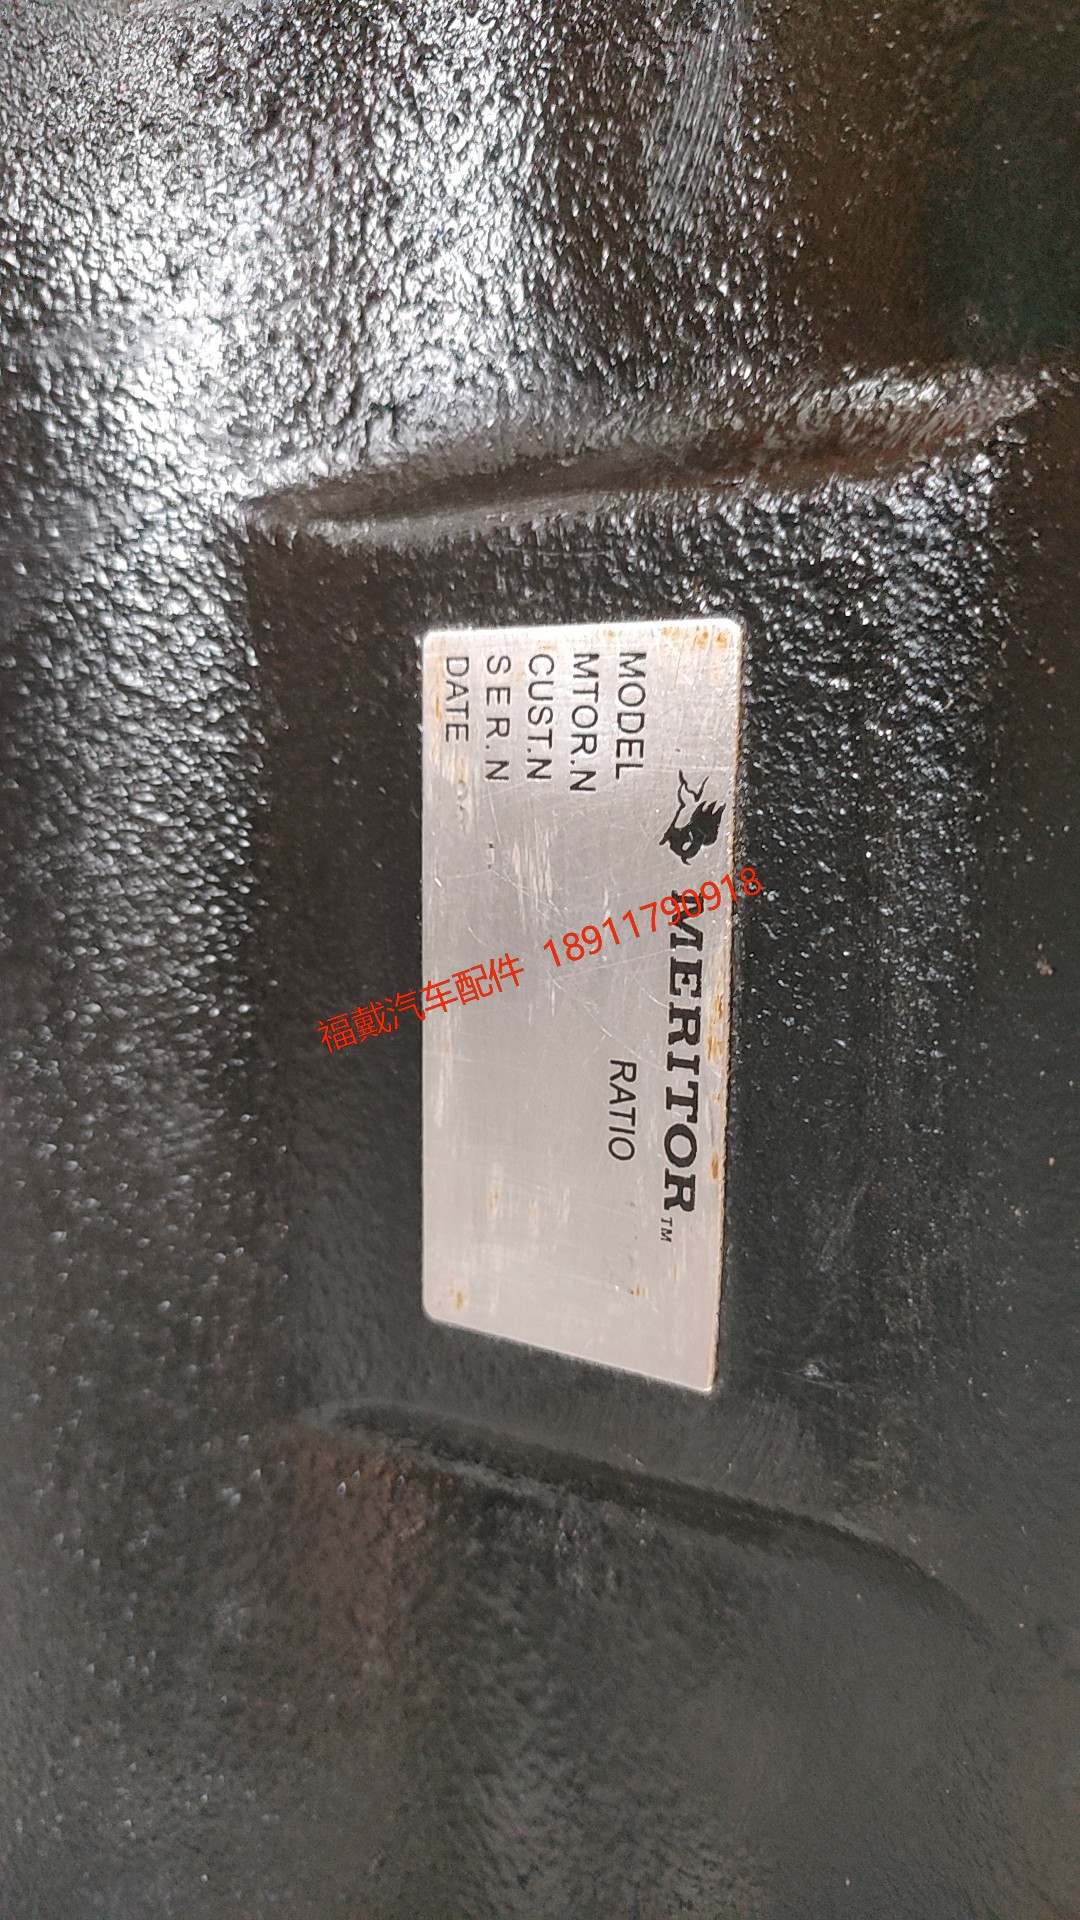 MERITOR™
MODEL RATIO
MTOR.N
CUST.N
SER.N
DATE
福戴汽车配件 18911790918